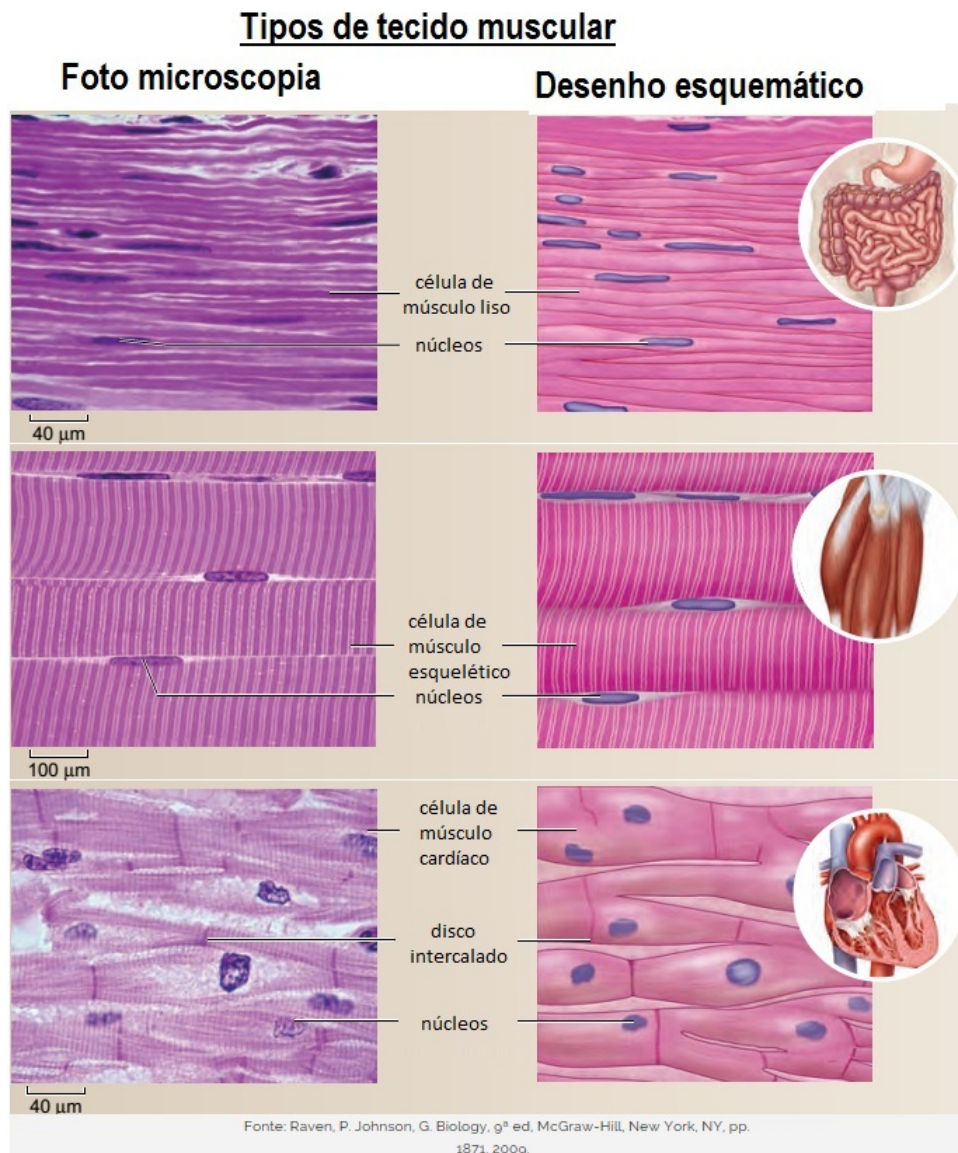 Tipos de tecido muscular
Foto microscopia
Desenho esquemático
célula de
músculo liso
núcleos
40 µm
célula de
músculo
esquelético
núcleos
100 µm
célula de
músculo
cardíaco
disco
intercalado
núcleos
40 µm
Fonte: Raven, P. Johnson, G. Biology, 9ª ed, McGraw-Hill, New York, NY, pp.
1871, 2009.